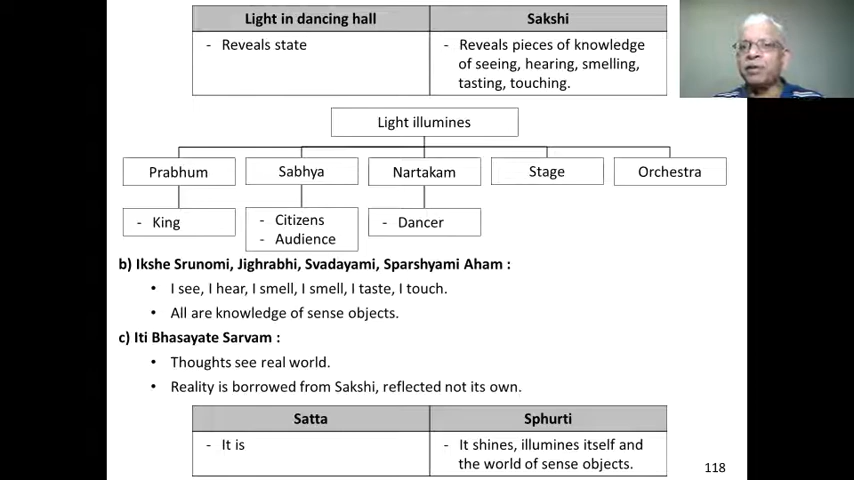 Light in dancing hall
Sakshi
- Reveals state
- Reveals pieces of knowledge
of seeing, hearing, smelling,
tasting, touching.
Light illumines
Prabhum
Sabhya
Nartakam
Stage
Orchestra
- King
- Citizens
- Audience
- Dancer
b) Ikshe Srunomi, Jighrabhi, Svadayami, Sparshyami Aham :
• I see, I hear, I smell, I smell, I taste, I touch.
• All are knowledge of sense objects.
c) Iti Bhasayate Sarvam :
• Thoughts see real world.
• Reality is borrowed from Sakshi, reflected not its own.
Satta
Sphurti
- It is
- It shines, illumines itself and
the world of sense objects.
118